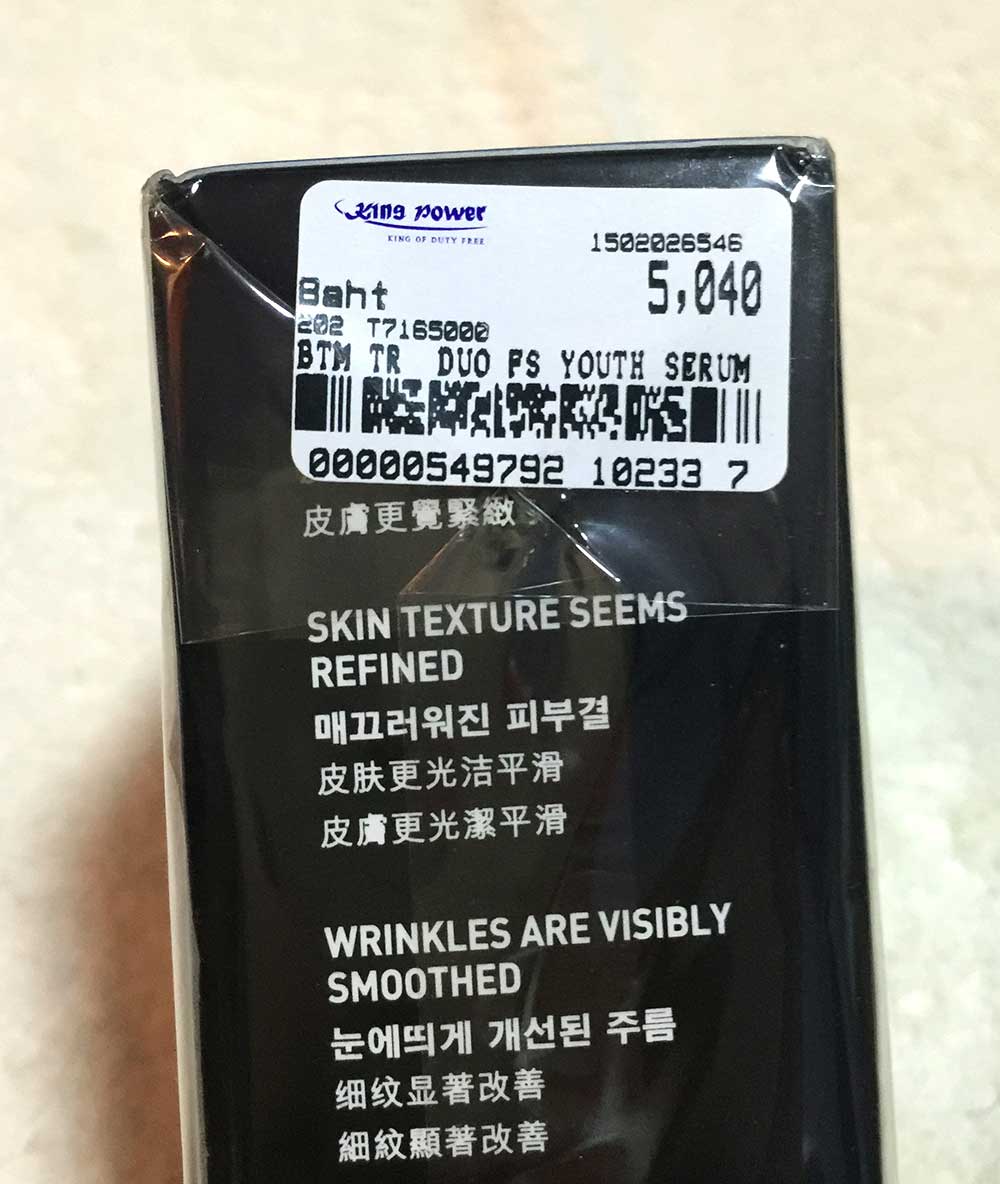 King Power
KING OF DUTY FREE
1502026546
Baht 5,040
202 T7165000
BTM TR DUO FS YOUTH SERUM
00000549792 10233 7
皮膚更覺緊緻
SKIN TEXTURE SEEMS
REFINED
매끄러워진 피부결
皮肤更光洁平滑
皮膚更光潔平滑
WRINKLES ARE VISIBLY
SMOOTHED
눈에띄게 개선된 주름
细纹显著改善
細紋顯著改善